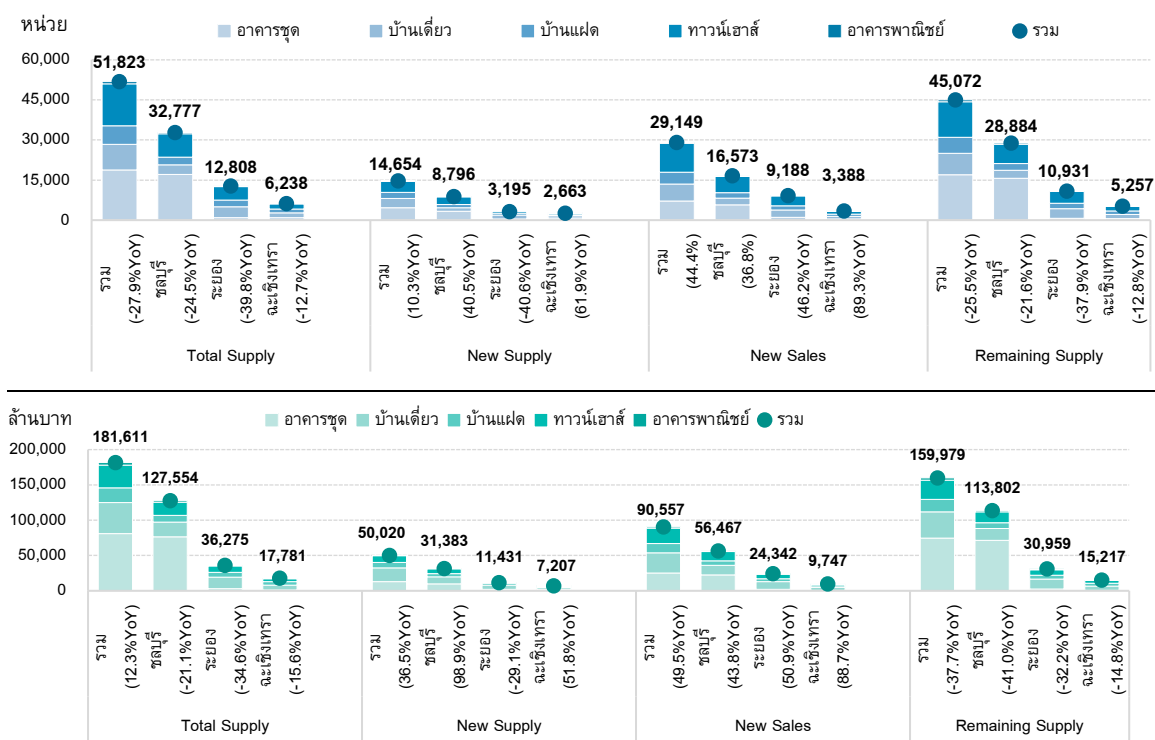 หน่วย
อาคารชุด บ้านเดี่ยว บ้านแฝด ทาวน์เฮาส์ อาคารพาณิชย์ รวม
60,000
45,000
30,000
15,000
0
51,823
32,777
12,808
6,238
14,654
8,796
3,195
2,663
29,149
16,573
9,188
3,388
45,072
28,884
10,931
5,257
รวม
(-27.9%YoY)
ชลบุรี
(-24.5%YoY)
ระยอง
(-39.8%YoY)
ฉะเชิงเทรา
(-12.7%YoY)
รวม
(10.3%YoY)
ชลบุรี
(40.5%YoY)
ระยอง
(-40.6%YoY)
ฉะเชิงเทรา
(61.9%YoY)
รวม
(44.4%)
ชลบุรี
(36.8%)
ระยอง
(46.2%YoY)
ฉะเชิงเทรา
(89.3%YoY)
รวม
(-25.5%YoY)
ชลบุรี
(-21.6%YoY)
ระยอง
(-37.9%YoY)
ฉะเชิงเทรา
(-12.8%YoY)
Total Supply New Supply New Sales Remaining Supply
ล้านบาท
อาคารชุด บ้านเดี่ยว บ้านแฝด ทาวน์เฮาส์ อาคารพาณิชย์ รวม
200,000
150,000
100,000
50,000
0
181,611
127,554
36,275
17,781
50,020
31,383
11,431
7,207
90,557
56,467
24,342
9,747
159,979
113,802
30,959
15,217
รวม
(12.3%YoY)
ชลบุรี
(-21.1%YoY)
ระยอง
(-34.6%YoY)
ฉะเชิงเทรา
(-15.6%YoY)
รวม
(36.5%YoY)
ชลบุรี
(98.9%YoY)
ระยอง
(-29.1%YoY)
ฉะเชิงเทรา
(51.8%YoY)
รวม
(49.5%YoY)
ชลบุรี
(43.8%YoY)
ระยอง
(50.9%YoY)
ฉะเชิงเทรา
(88.7%YoY)
รวม
(-37.7%YoY)
ชลบุรี
(-41.0%YoY)
ระยอง
(-32.2%YoY)
ฉะเชิงเทรา
(-14.8%YoY)
Total Supply New Supply New Sales Remaining Supply